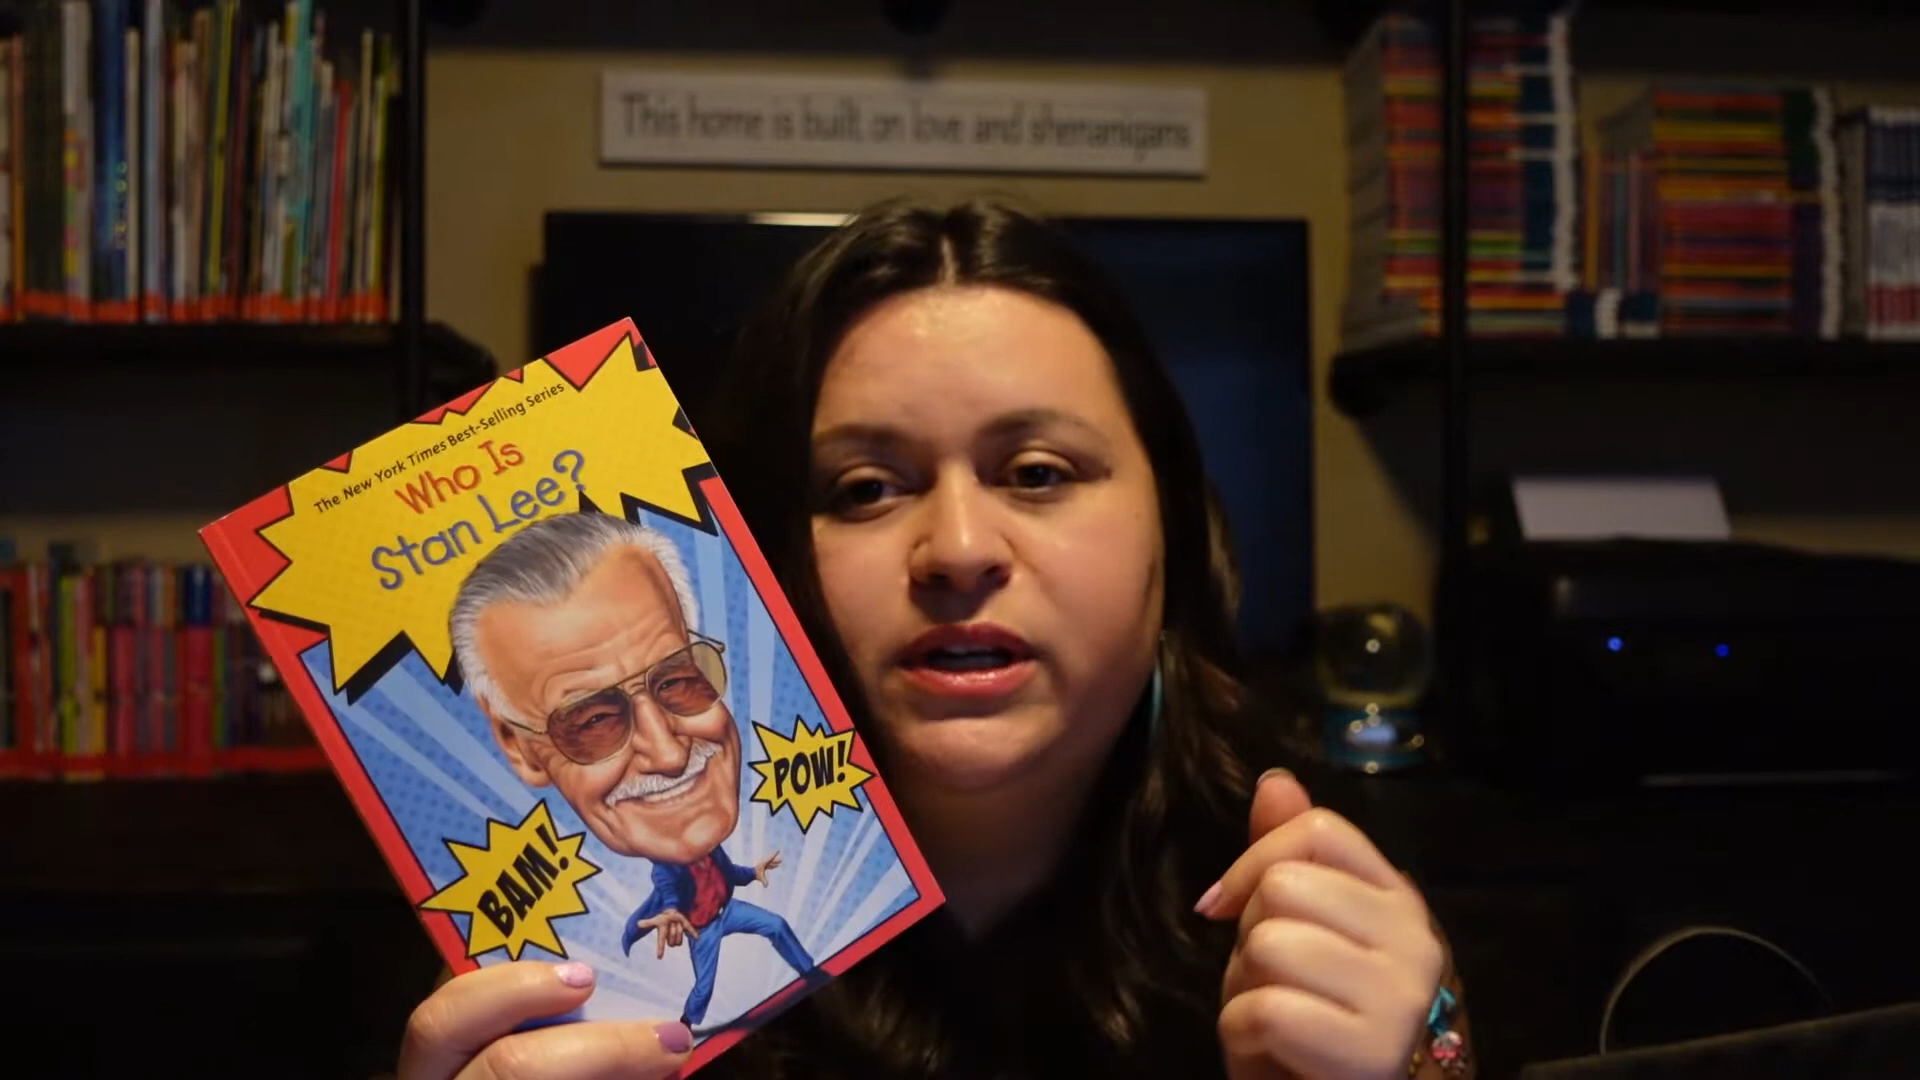 This home is built on love and shenanigans
The New York Times Best-Selling Series
Who Is
Stan Lee?
POW!
BAM!